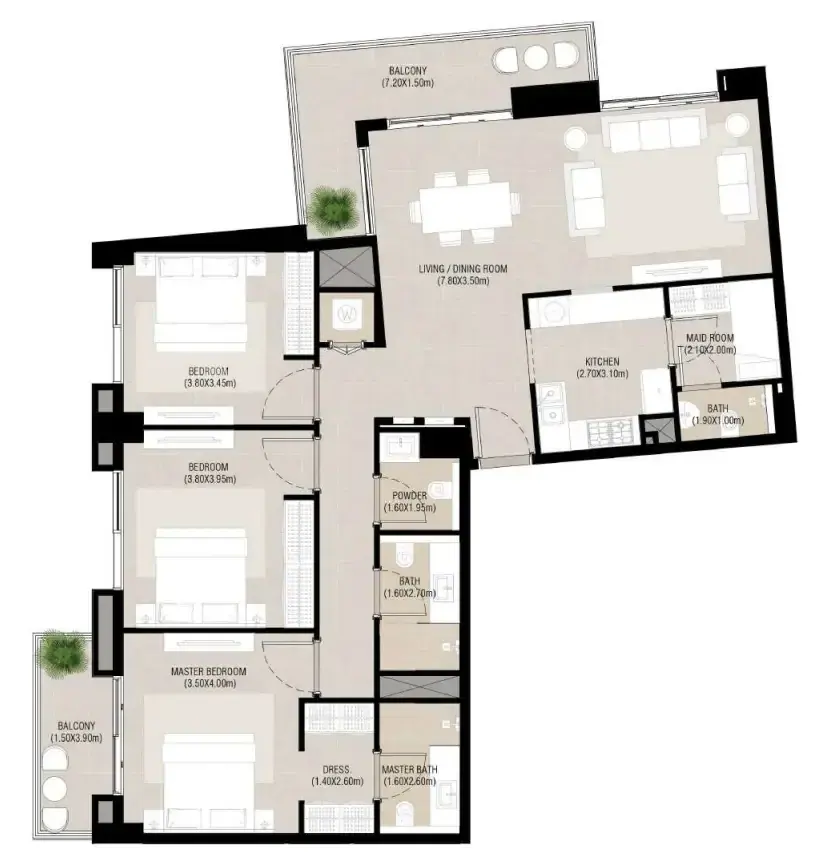 BALCONY
(7.20X1.50m)
LIVING / DINING ROOM
(7.80X3.50m)
W
BEDROOM
(3.80X3.45m)
KITCHEN
(2.70X3.10m)
MAID ROOM
(2.10X2.00m)
BATH
(1.90X1.00m)
BEDROOM
(3.80X3.95m)
POWDER
(1.60X1.95m)
BATH
(1.60X2.70m)
MASTER BEDROOM
(3.50X4.00m)
BALCONY
(1.50X3.90m)
DRESS.
(1.40X2.60m)
MASTER BATH
(1.60X2.60m)